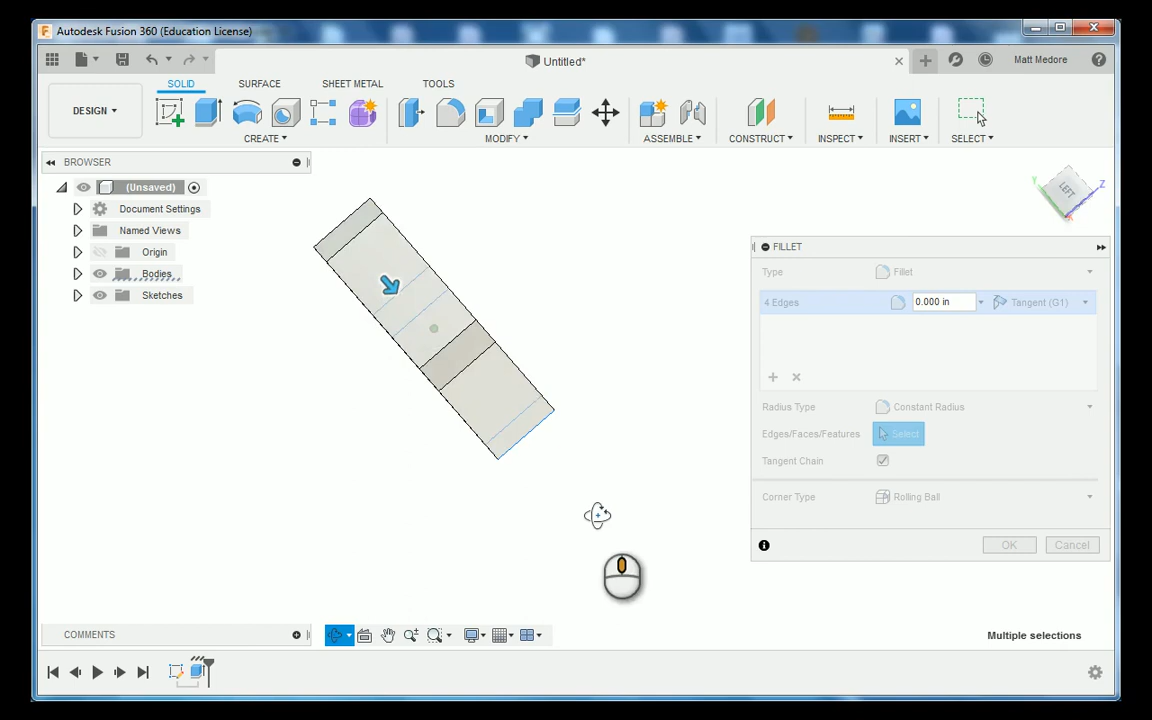 Autodesk Fusion 360 (Education License)
Untitled*
Matt Medore
SOLID SURFACE SHEET METAL TOOLS
DESIGN
CREATE MODIFY ASSEMBLE CONSTRUCT INSPECT INSERT SELECT
BROWSER
(Unsaved)
Document Settings
Named Views
Origin
Bodies
Sketches
LEFT
Y Z X
FILLET
Type Fillet
4 Edges 0.000 in Tangent (G1)
Radius Type Constant Radius
Edges/Faces/Features Select
Tangent Chain
Corner Type Rolling Ball
OK Cancel
COMMENTS
Multiple selections